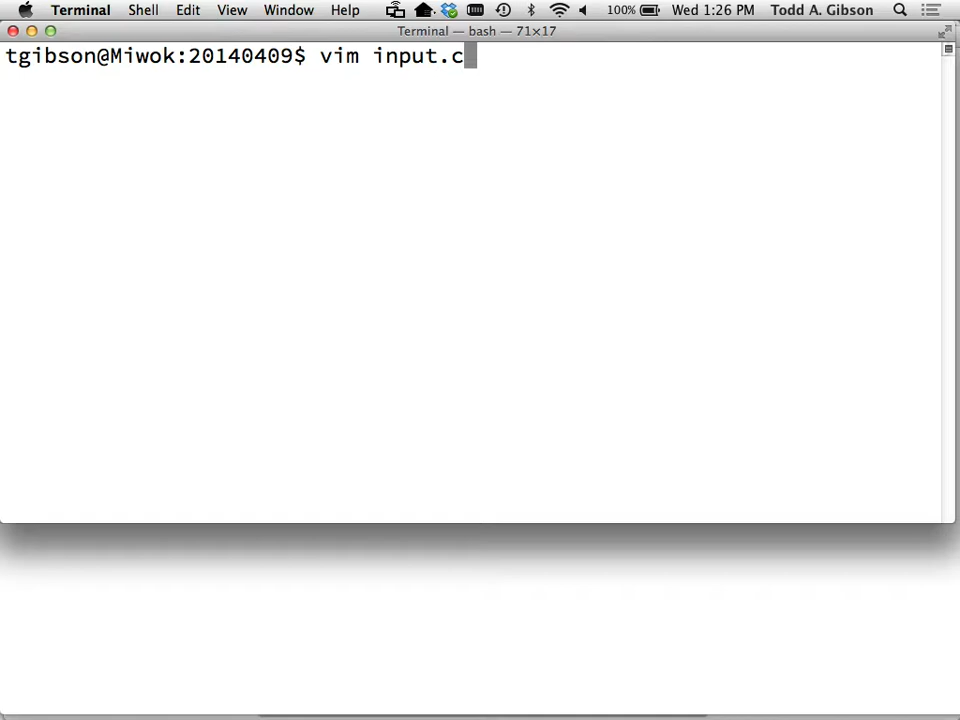 Terminal Shell Edit View Window Help 100% Wed 1:26 PM Todd A. Gibson
Terminal — bash — 71×17
tgibson@Miwok:20140409$ vim input.c